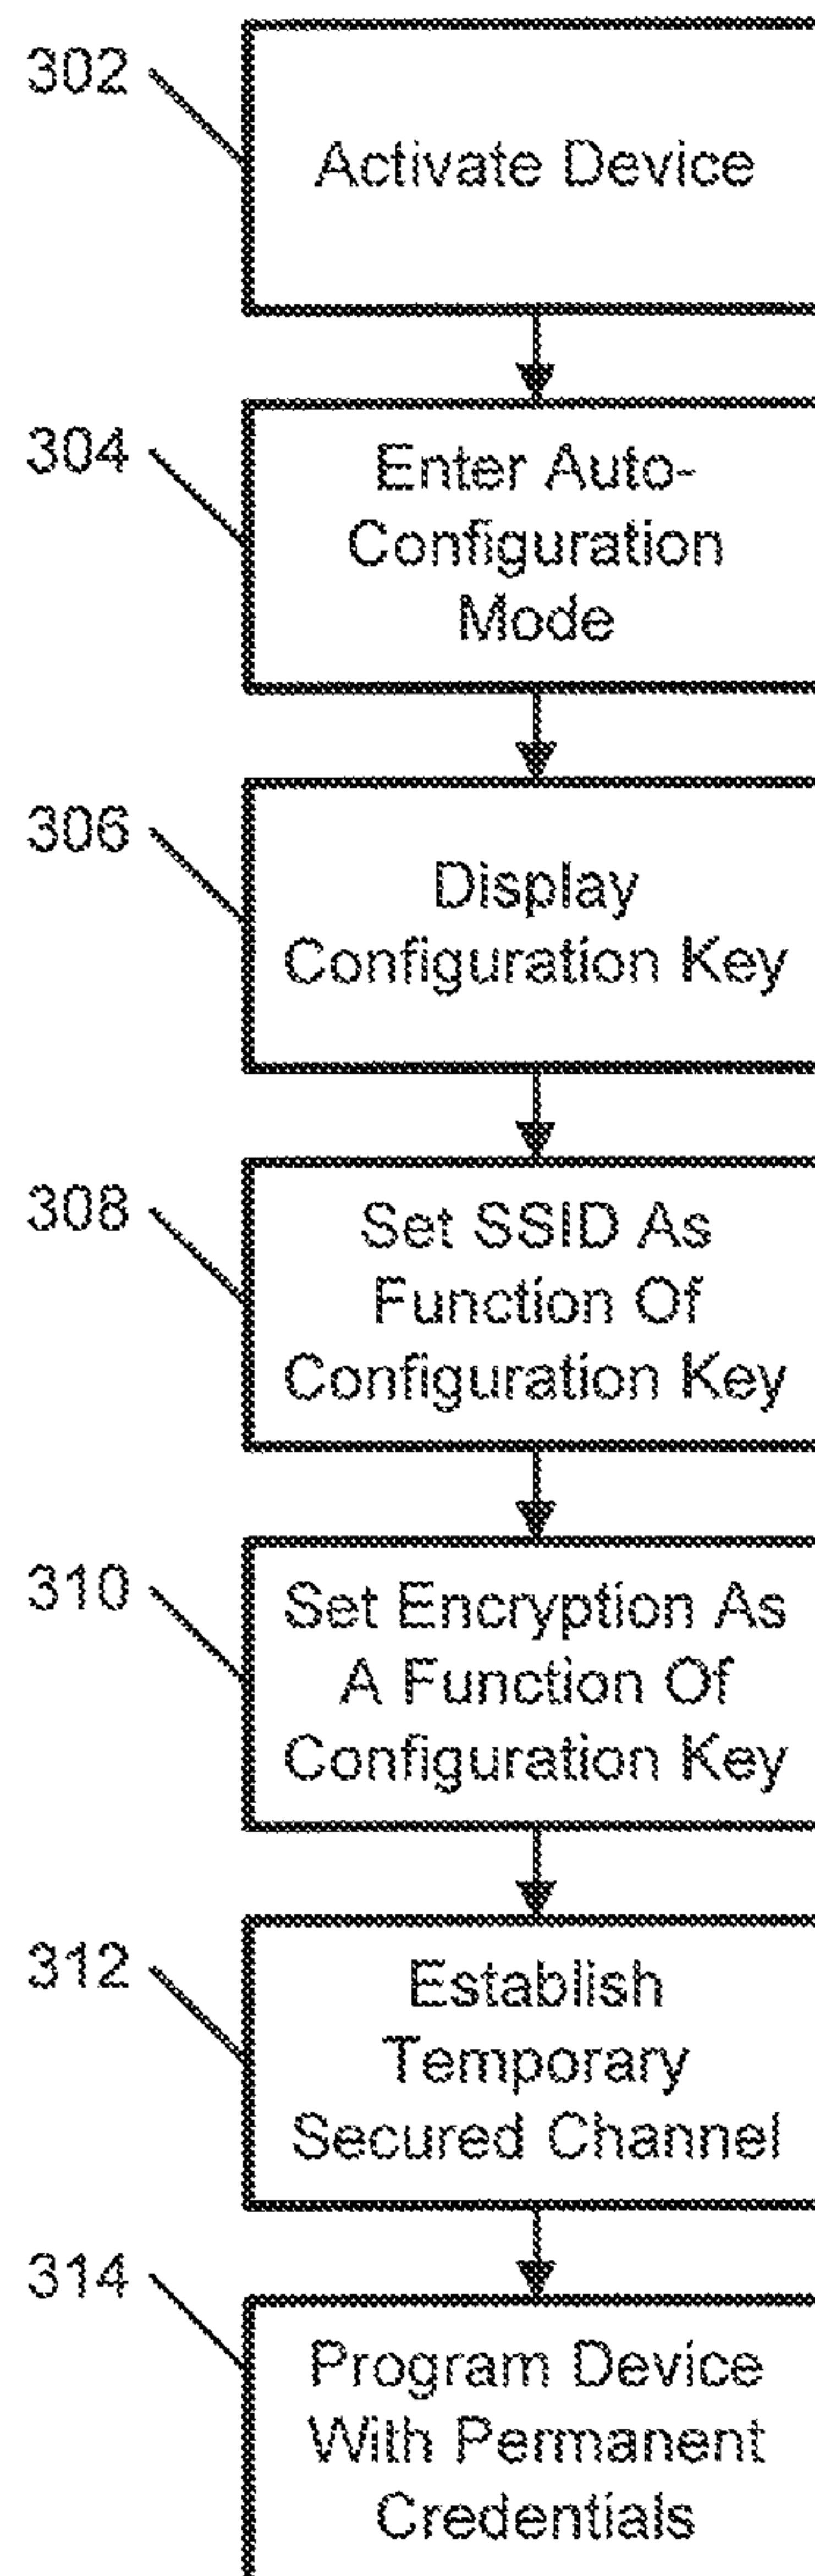 302
Activate Device
304
Enter Auto-
Configuration
Mode
306
Display
Configuration Key
308
Set SSID As
Function Of
Configuration Key
310
Set Encryption As
A Function Of
Configuration Key
312
Establish
Temporary
Secured Channel
314
Program Device
With Permanent
Credentials